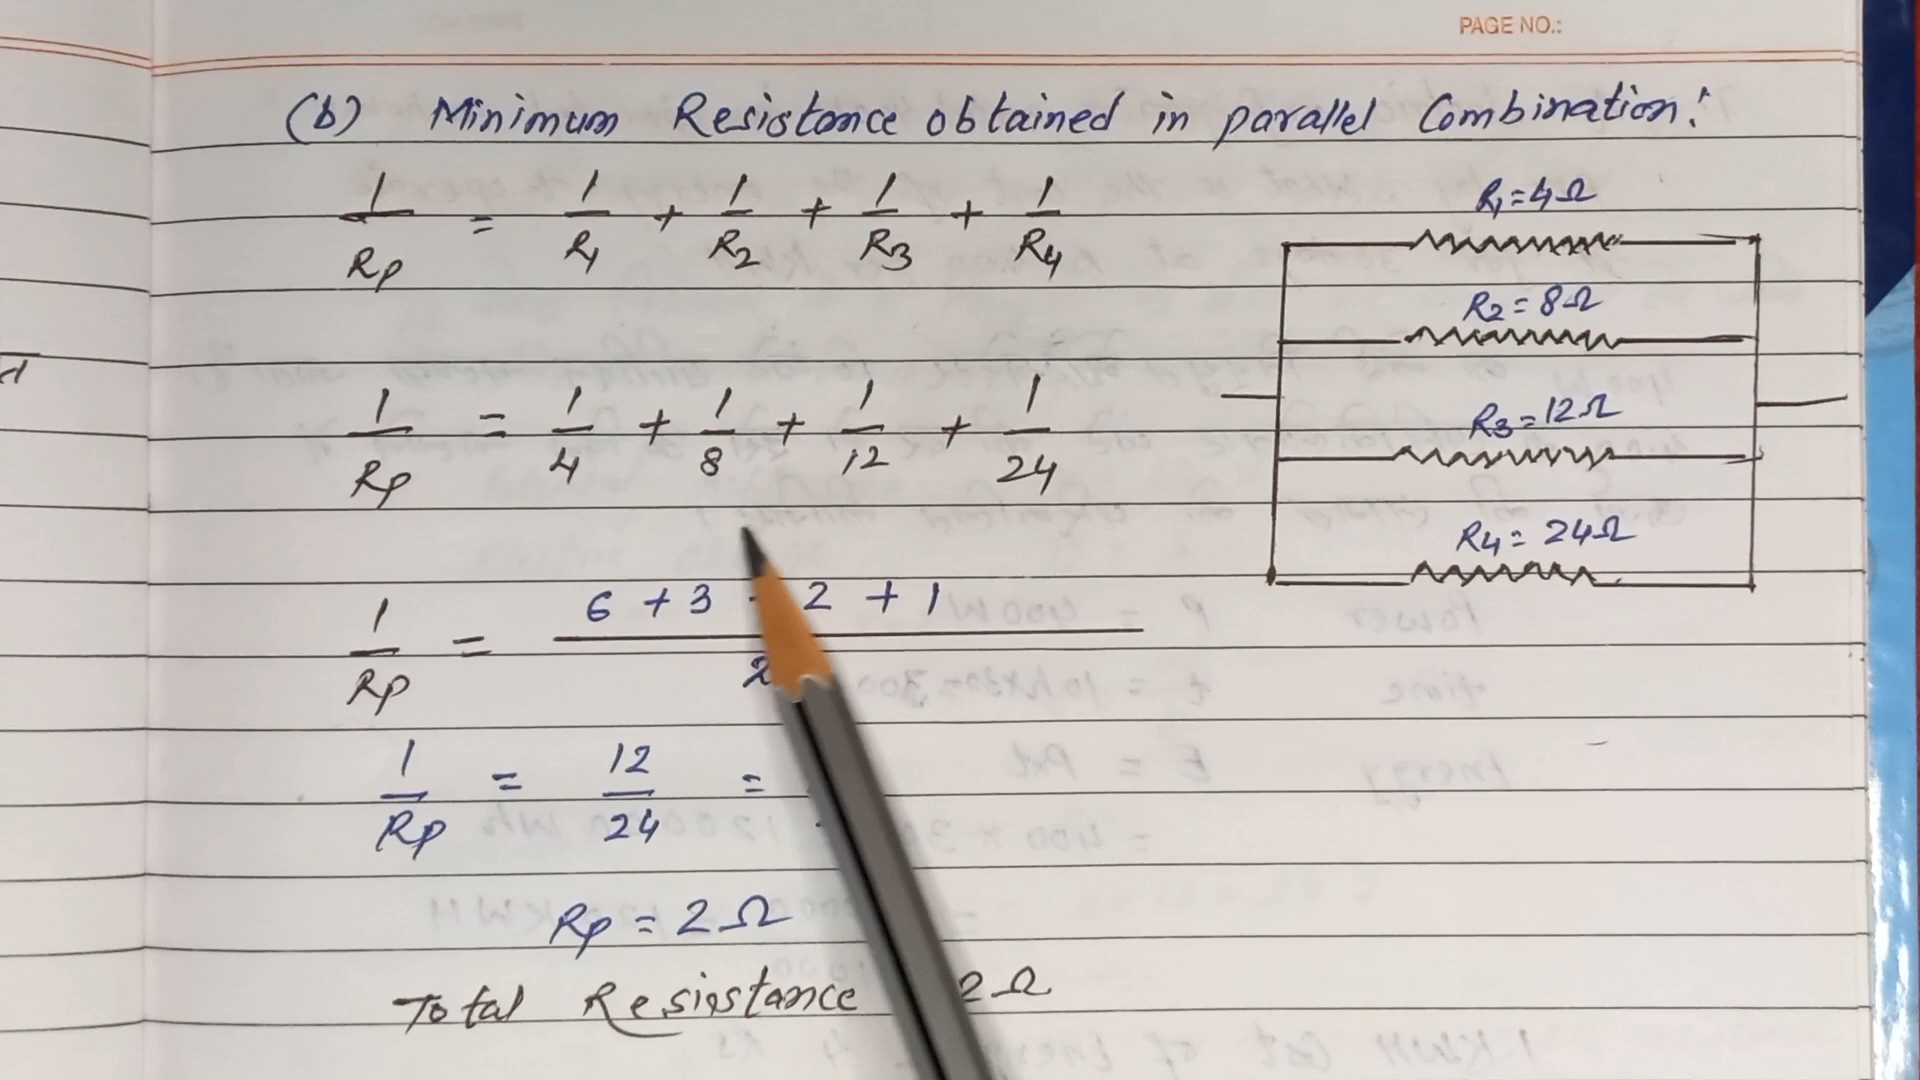 PAGE NO.:
(b) Minimum Resistance obtained in parallel Combination:
1/Rp = 1/R1 + 1/R2 + 1/R3 + 1/R4
R1=4Ω
R2=8Ω
1/Rp = 1/4 + 1/8 + 1/12 + 1/24
R3=12Ω
R4=24Ω
1/Rp = 6 + 3 2 + 1 / 2
1/Rp = 12/24 =
Rp = 2Ω
Total Resistance 2Ω